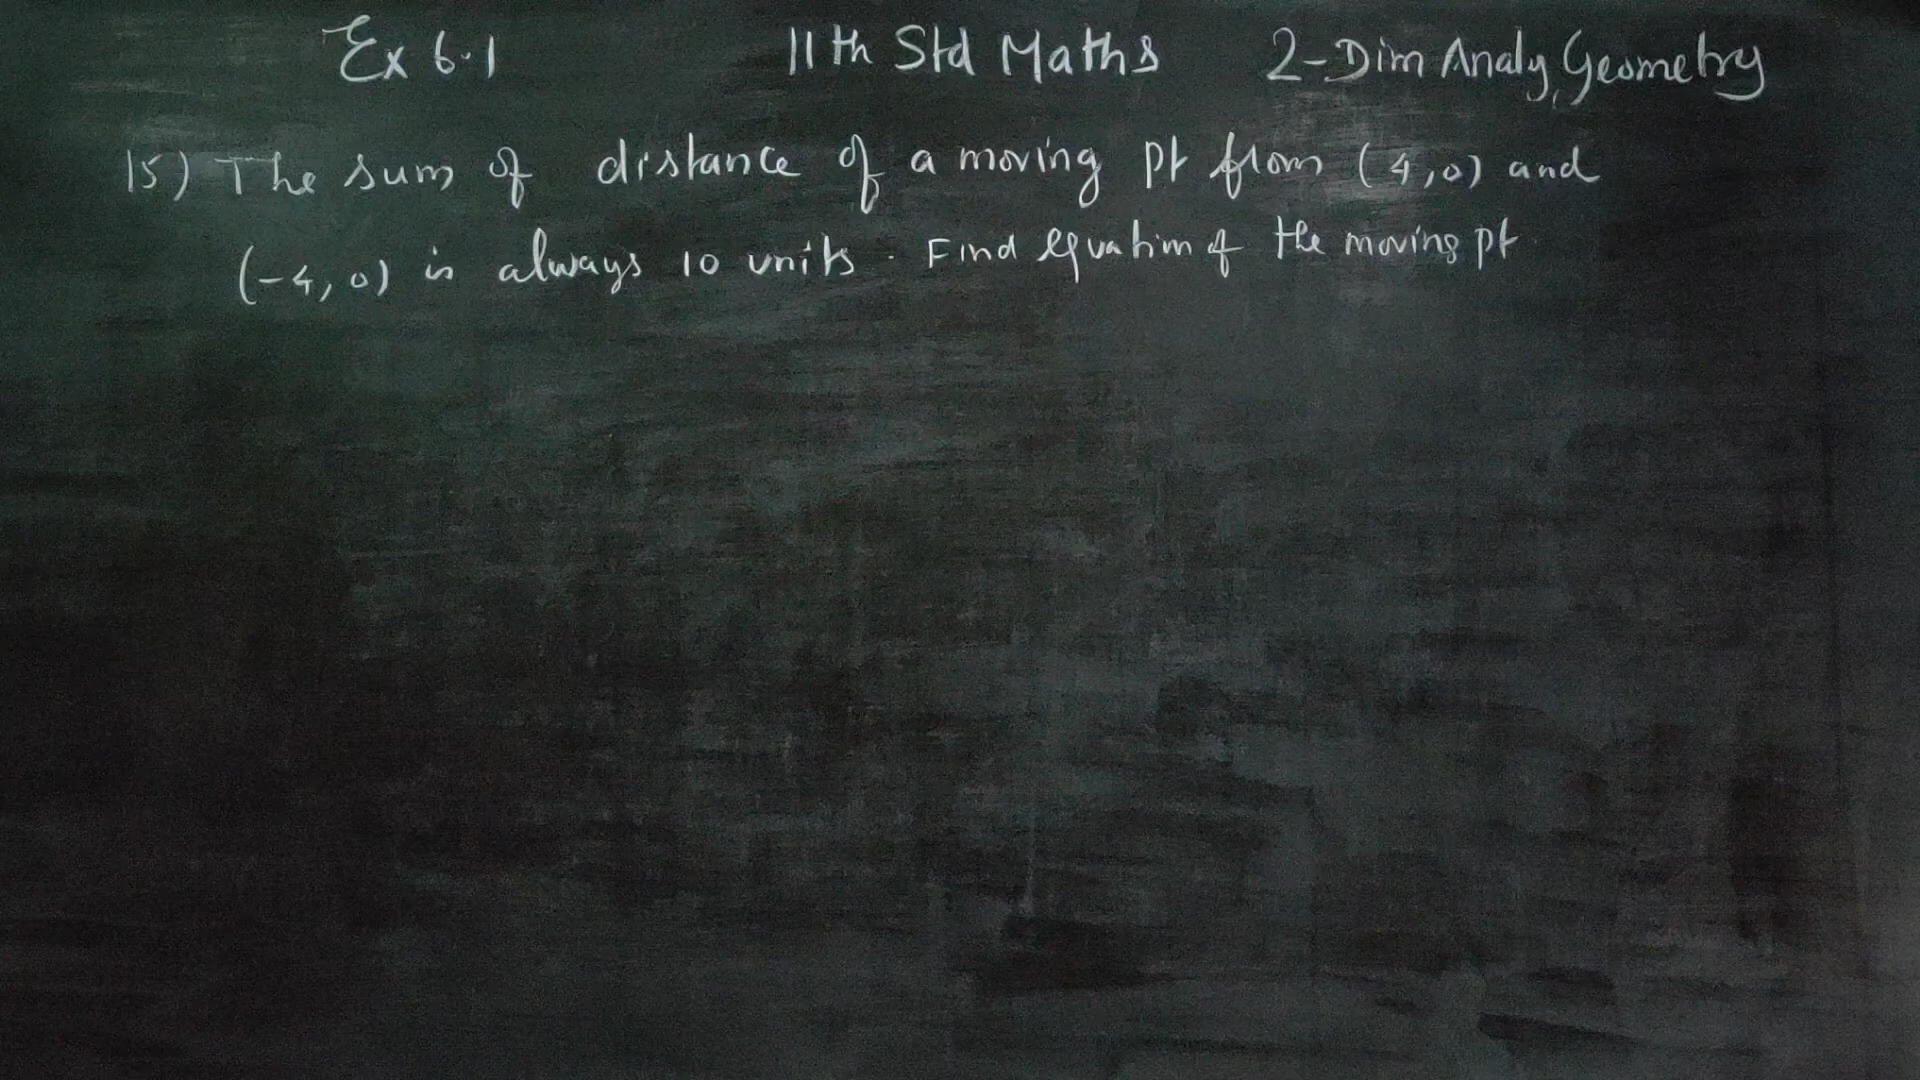 Ex 6.1 11th Std Maths 2-Dim Analy, Geometry
15) The sum of distance of a moving pt from (4,0) and
(-4,0) is always 10 units. Find equation of the moving pt.